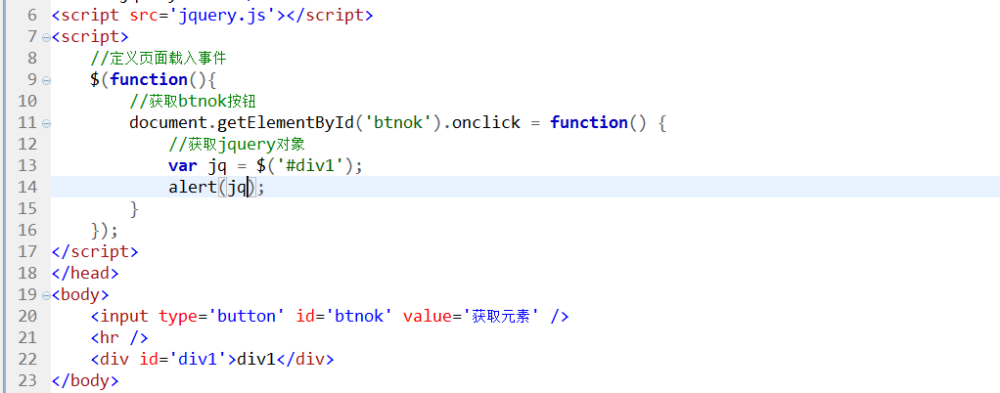 6 <script src='jquery.js'></script>
7 <script>
8 //定义页面载入事件
9 $(function(){
10 //获取btnok按钮
11 document.getElementById('btnok').onclick = function() {
12 //获取jquery对象
13 var jq = $('#div1');
14 alert(jq);
15 }
16 });
17 </script>
18 </head>
19 <body>
20 <input type='button' id='btnok' value='获取元素' />
21 <hr />
22 <div id='div1'>div1</div>
23 </body>